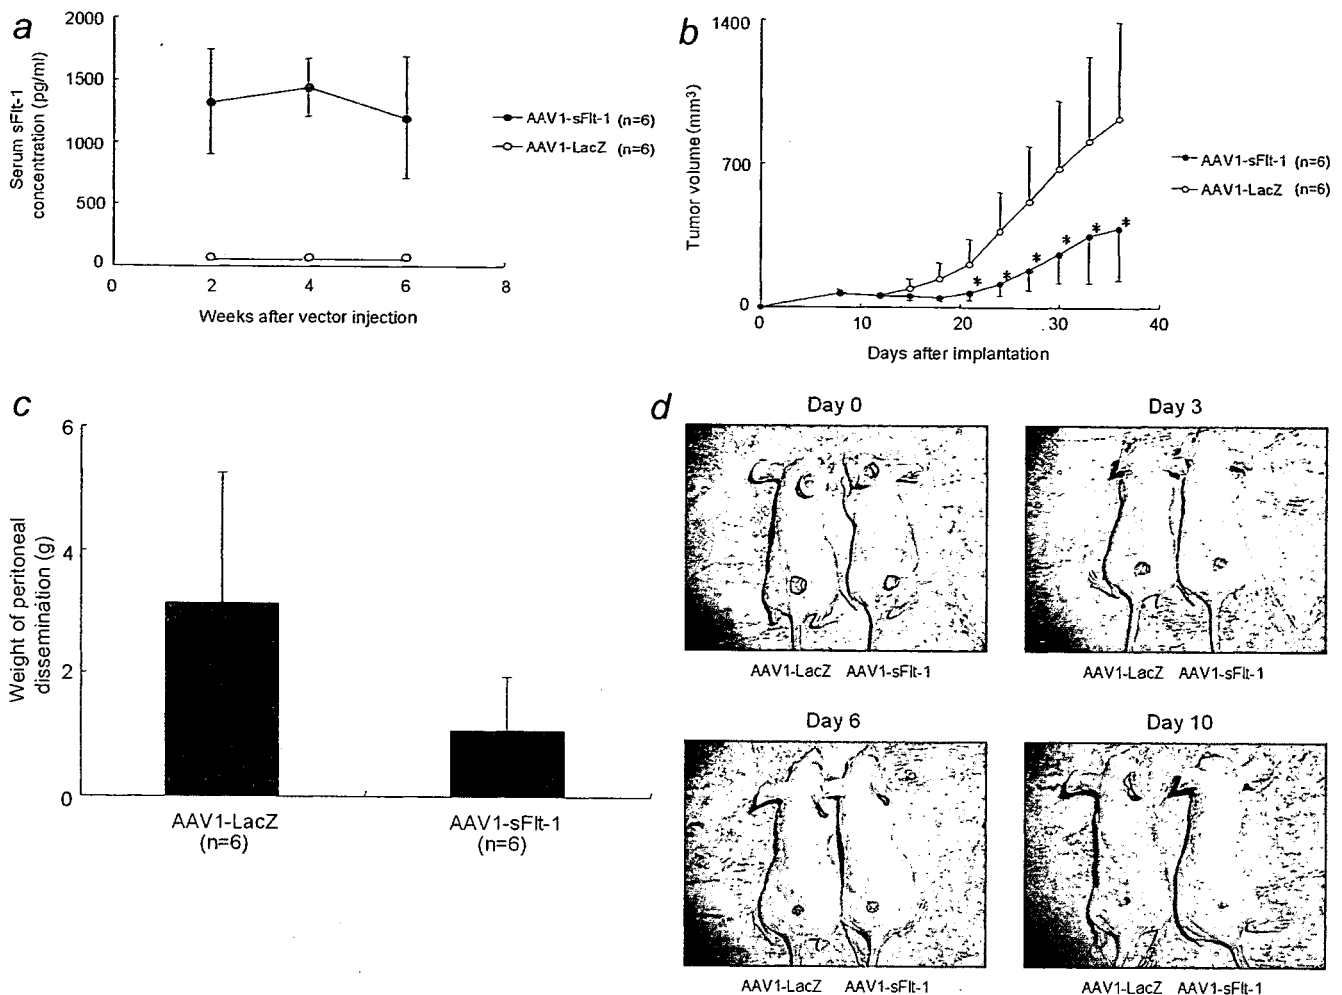 a
2000
1500
1000
500
0
Serum sFlt-1
concentration (pg/ml)
0 2 4 6 8
Weeks after vector injection
AAV1-sFlt-1 (n=6)
AAV1-LacZ (n=6)
b
1400
700
0
Tumor volume (mm³)
* * * * * *
0 10 20 30 40
Days after implantation
AAV1-sFlt-1 (n=6)
AAV1-LacZ (n=6)
c
6
4
2
0
Weight of peritoneal
dissemination (g)
AAV1-LacZ
(n=6)
AAV1-sFlt-1
(n=6)
d
Day 0
AAV1-LacZ AAV1-sFlt-1
Day 3
AAV1-LacZ AAV1-sFlt-1
Day 6
AAV1-LacZ AAV1-sFlt-1
Day 10
AAV1-LacZ AAV1-sFlt-1